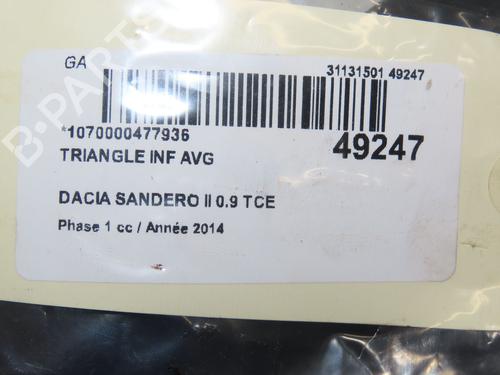 GA
31131501 49247
*1070000477936
49247
TRIANGLE INF AVG
DACIA SANDERO II 0.9 TCE
Phase 1 cc / Année 2014
B-PARTS